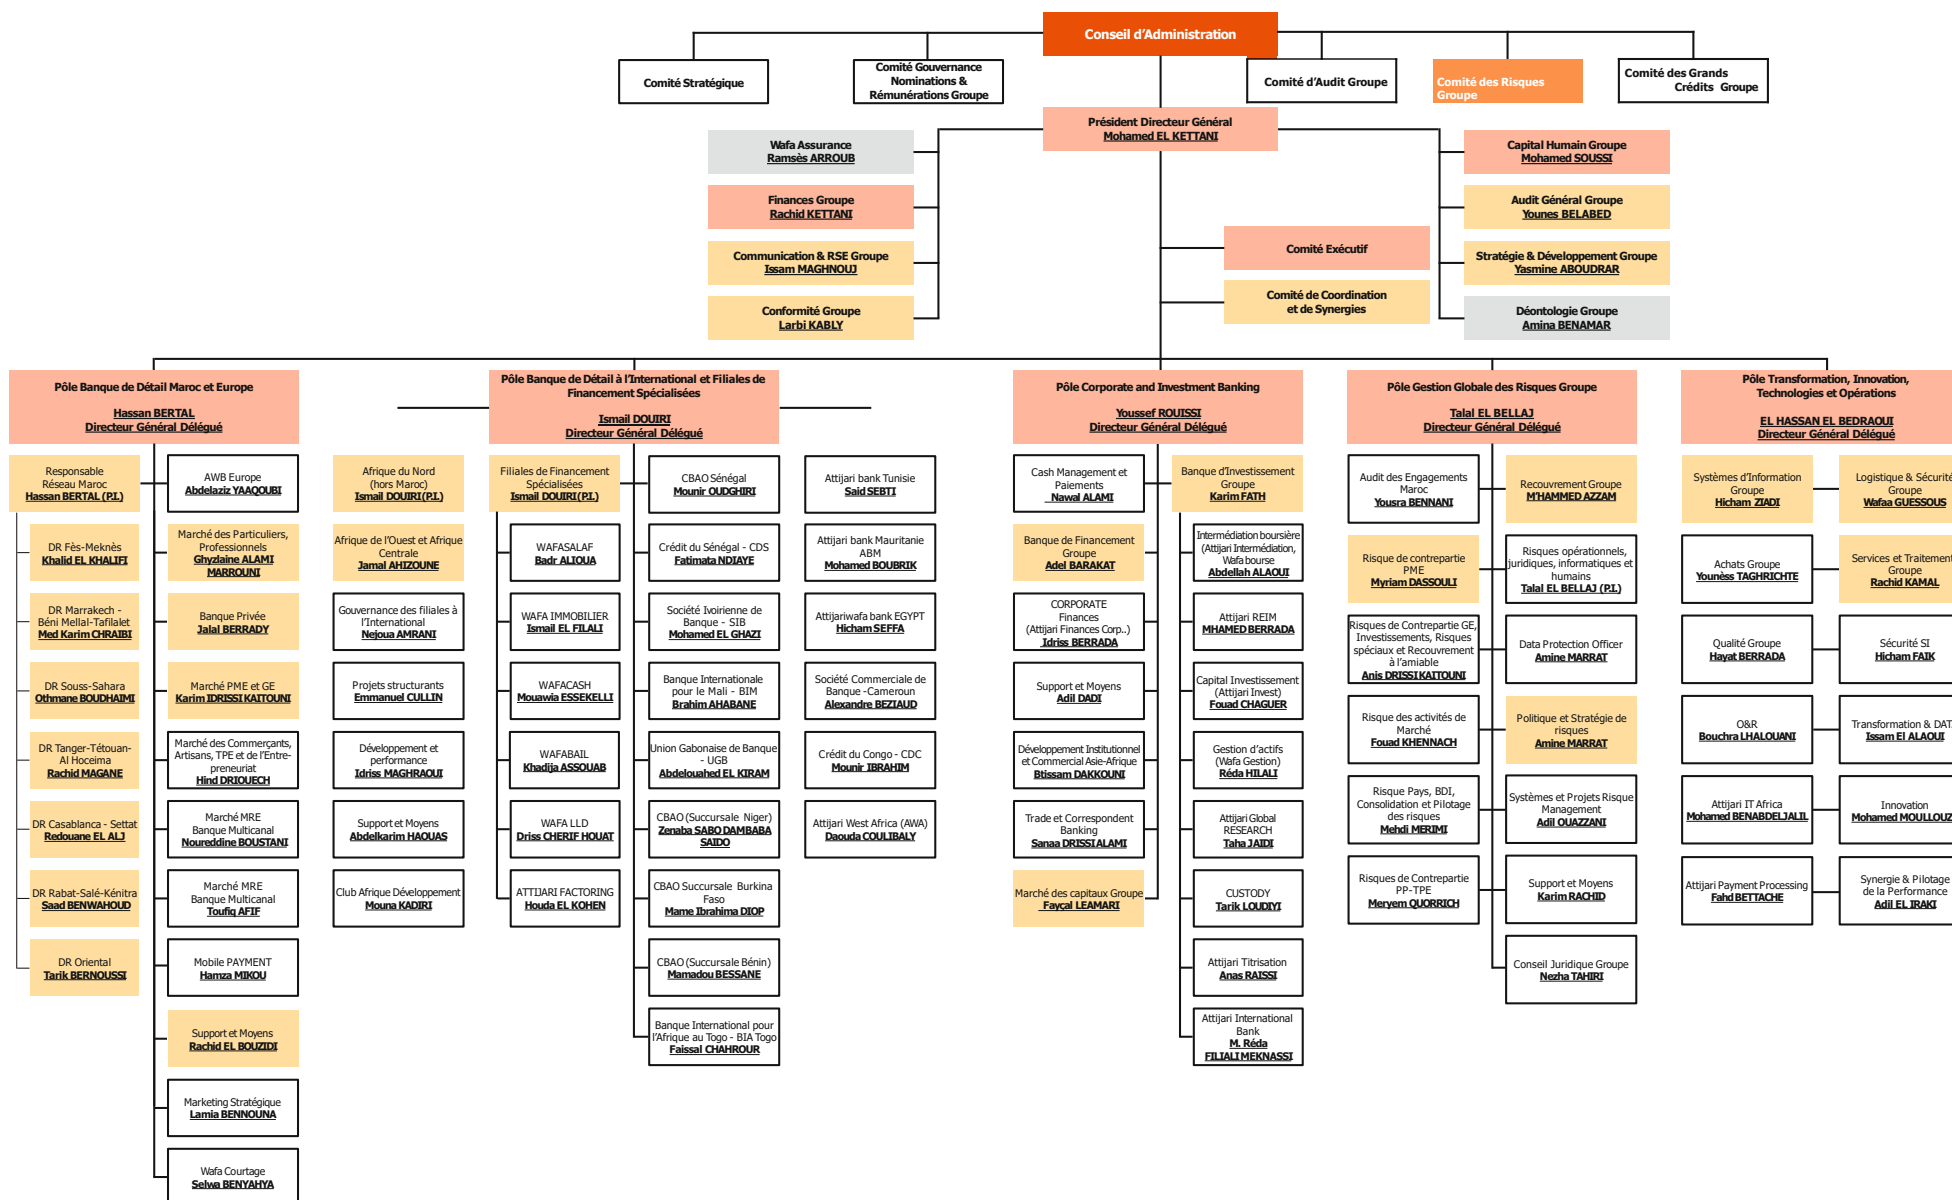 Conseil d'Administration
Comité Stratégique
Comité Gouvernance
Nominations &
Rémunérations Groupe
Comité d'Audit Groupe
Comité des Risques
Groupe
Comité des Grands
Crédits Groupe
Président Directeur Général
Mohamed EL KETTANI
Wafa Assurance
Ramsès ARROUB
Finances Groupe
Rachid KETTANI
Communication & RSE Groupe
Issam MAGHNOUJ
Conformité Groupe
Larbi KABLY
Capital Humain Groupe
Mohamed SOUSSI
Audit Général Groupe
Younes BELABED
Stratégie & Développement Groupe
Yasmine ABOUDRAR
Déontologie Groupe
Amina BENAMAR
Comité Exécutif
Comité de Coordination
et de Synergies
Pôle Banque de Détail Maroc et Europe
Hassan BERTAL
Directeur Général Délégué
Responsable
Réseau Maroc
Hassan BERTAL (P.I.)
DR Fès-Meknès
Khalid EL KHALIFI
DR Marrakech -
Béni Mellal-Tafilalet
Med Karim CHRAIBI
DR Souss-Sahara
Othmane BOUDHAIMI
DR Tanger-Tétouan-
Al Hoceima
Rachid MAGANE
DR Casablanca - Settat
Redouane EL ALJ
DR Rabat-Salé-Kénitra
Saad BENWAHOUD
DR Oriental
Tarik BERNOUSSI
AWB Europe
Abdelaziz YAAQOUBI
Marché des Particuliers,
Professionnels
Ghyzlaine ALAMI
MARROUNI
Banque Privée
Jalal BERRADY
Marché PME et GE
Karim IDRISSI KAITOUNI
Marché des Commerçants,
Artisans, TPE et de l'Entre-
preneuriat
Hind DRIOUECH
Marché MRE
Banque Multicanal
Noureddine BOUSTANI
Marché MRE
Banque Multicanal
Toufiq AFIF
Mobile PAYMENT
Hamza MIKOU
Support et Moyens
Rachid EL BOUZIDI
Marketing Stratégique
Lamia BENNOUNA
Wafa Courtage
Selwa BENYAHYA
Pôle Banque de Détail à l'International et Filiales de
Financement Spécialisées
Ismail DOUIRI
Directeur Général Délégué
Afrique du Nord
(hors Maroc)
Ismail DOUIRI(P.I.)
Afrique de l'Ouest et Afrique
Centrale
Jamal AHIZOUNE
Gouvernance des filiales à
l'International
Nejoua AMRANI
Projets structurants
Emmanuel CULLIN
Développement et
performance
Idriss MAGHRAOUI
Support et Moyens
Abdelkarim HAOUAS
Club Afrique Développement
Mouna KADIRI
Filiales de Financement
Spécialisées
Ismail DOUIRI(P.I.)
WAFASALAF
Badr ALIOUA
WAFA IMMOBILIER
Ismail EL FILALI
WAFACASH
Mouawia ESSEKELLI
WAFABAIL
Khadija ASSOUAB
WAFA LLD
Driss CHERIF HOUAT
ATTIJARI FACTORING
Houda EL KOHEN
CBAO Sénégal
Mounir OUDGHIRI
Crédit du Sénégal - CDS
Fatimata NDIAYE
Société Ivoirienne de
Banque - SIB
Mohamed EL GHAZI
Banque Internationale
pour le Mali - BIM
Brahim AHABANE
Union Gabonaise de Banque
- UGB
Abdelouahed EL KIRAM
CBAO (Succursale Niger)
Zenaba SABO DAMBABA
SAIDO
CBAO Succursale Burkina
Faso
Mame Ibrahima DIOP
CBAO (Succursale Bénin)
Mamadou BESSANE
Banque International pour
l'Afrique au Togo - BIA Togo
Faissal CHAHROUR
Attijari bank Tunisie
Said SEBTI
Attijari bank Mauritanie
ABM
Mohamed BOUBRIK
Attijariwafa bank EGYPT
Hicham SEFFA
Société Commerciale de
Banque -Cameroun
Alexandre BEZIAUD
Crédit du Congo - CDC
Mounir IBRAHIM
Attijari West Africa (AWA)
Daouda COULIBALY
Pôle Corporate and Investment Banking
Youssef ROUISSI
Directeur Général Délégué
Cash Management et
Paiements
Nawal ALAMI
Banque de Financement
Groupe
Adel BARAKAT
CORPORATE
Finances
(Attijari Finances Corp..)
Idriss BERRADA
Support et Moyens
Adil DADI
Développement Institutionnel
et Commercial Asie-Afrique
Btissam DAKKOUNI
Trade et Correspondent
Banking
Sanaa DRISSI ALAMI
Marché des capitaux Groupe
Fayçal LEAMARI
Banque d'Investissement
Groupe
Karim FATH
Intermédiation boursière
(Attijari Intermédiation,
Wafa bourse
Abdellah ALAOUI
Attijari REIM
MHAMED BERRADA
Capital Investissement
(Attijari Invest)
Fouad CHAGUER
Gestion d'actifs
(Wafa Gestion)
Réda HILALI
Attijari Global
RESEARCH
Taha JAIDI
CUSTODY
Tarik LOUDIYI
Attijari Titrisation
Anas RAISSI
Attijari International
Bank
M. Réda
FILIALI MEKNASSI
Pôle Gestion Globale des Risques Groupe
Talal EL BELLAJ
Directeur Général Délégué
Audit des Engagements
Maroc
Yousra BENNANI
Risque de contrepartie
PME
Myriam DASSOULI
Risques de Contrepartie GE,
Investissements, Risques
spéciaux et Recouvrement
à l'amiable
Anis DRISSI KAITOUNI
Risque des activités de
Marché
Fouad KHENNACH
Risque Pays, BDI,
Consolidation et Pilotage
des risques
Mehdi MERIMI
Risques de Contrepartie
PP-TPE
Meryem QUORRICH
Recouvrement Groupe
M'HAMMED AZZAM
Risques opérationnels,
juridiques, informatiques et
humains
Talal EL BELLAJ (P.I.)
Data Protection Officer
Amine MARRAT
Politique et Stratégie de
risques
Amine MARRAT
Systèmes et Projets Risque
Management
Adil OUAZZANI
Support et Moyens
Karim RACHID
Conseil Juridique Groupe
Nezha TAHIRI
Pôle Transformation, Innovation,
Technologies et Opérations
EL HASSAN EL BEDRAOUI
Directeur Général Délégué
Systèmes d'Information
Groupe
Hicham ZIADI
Achats Groupe
Younèss TAGHRICHTE
Qualité Groupe
Hayat BERRADA
O&R
Bouchra LHALOUANI
Attijari IT Africa
Mohamed BENABDELJALIL
Attijari Payment Processing
Fahd BETTACHE
Logistique & Sécurité
Groupe
Wafaa GUESSOUS
Services et Traitement
Groupe
Rachid KAMAL
Sécurité SI
Hicham FAIK
Transformation & DAT
Issam El ALAOUI
Innovation
Mohamed MOULLOUZ
Synergie & Pilotage
de la Performance
Adil EL IRAKI